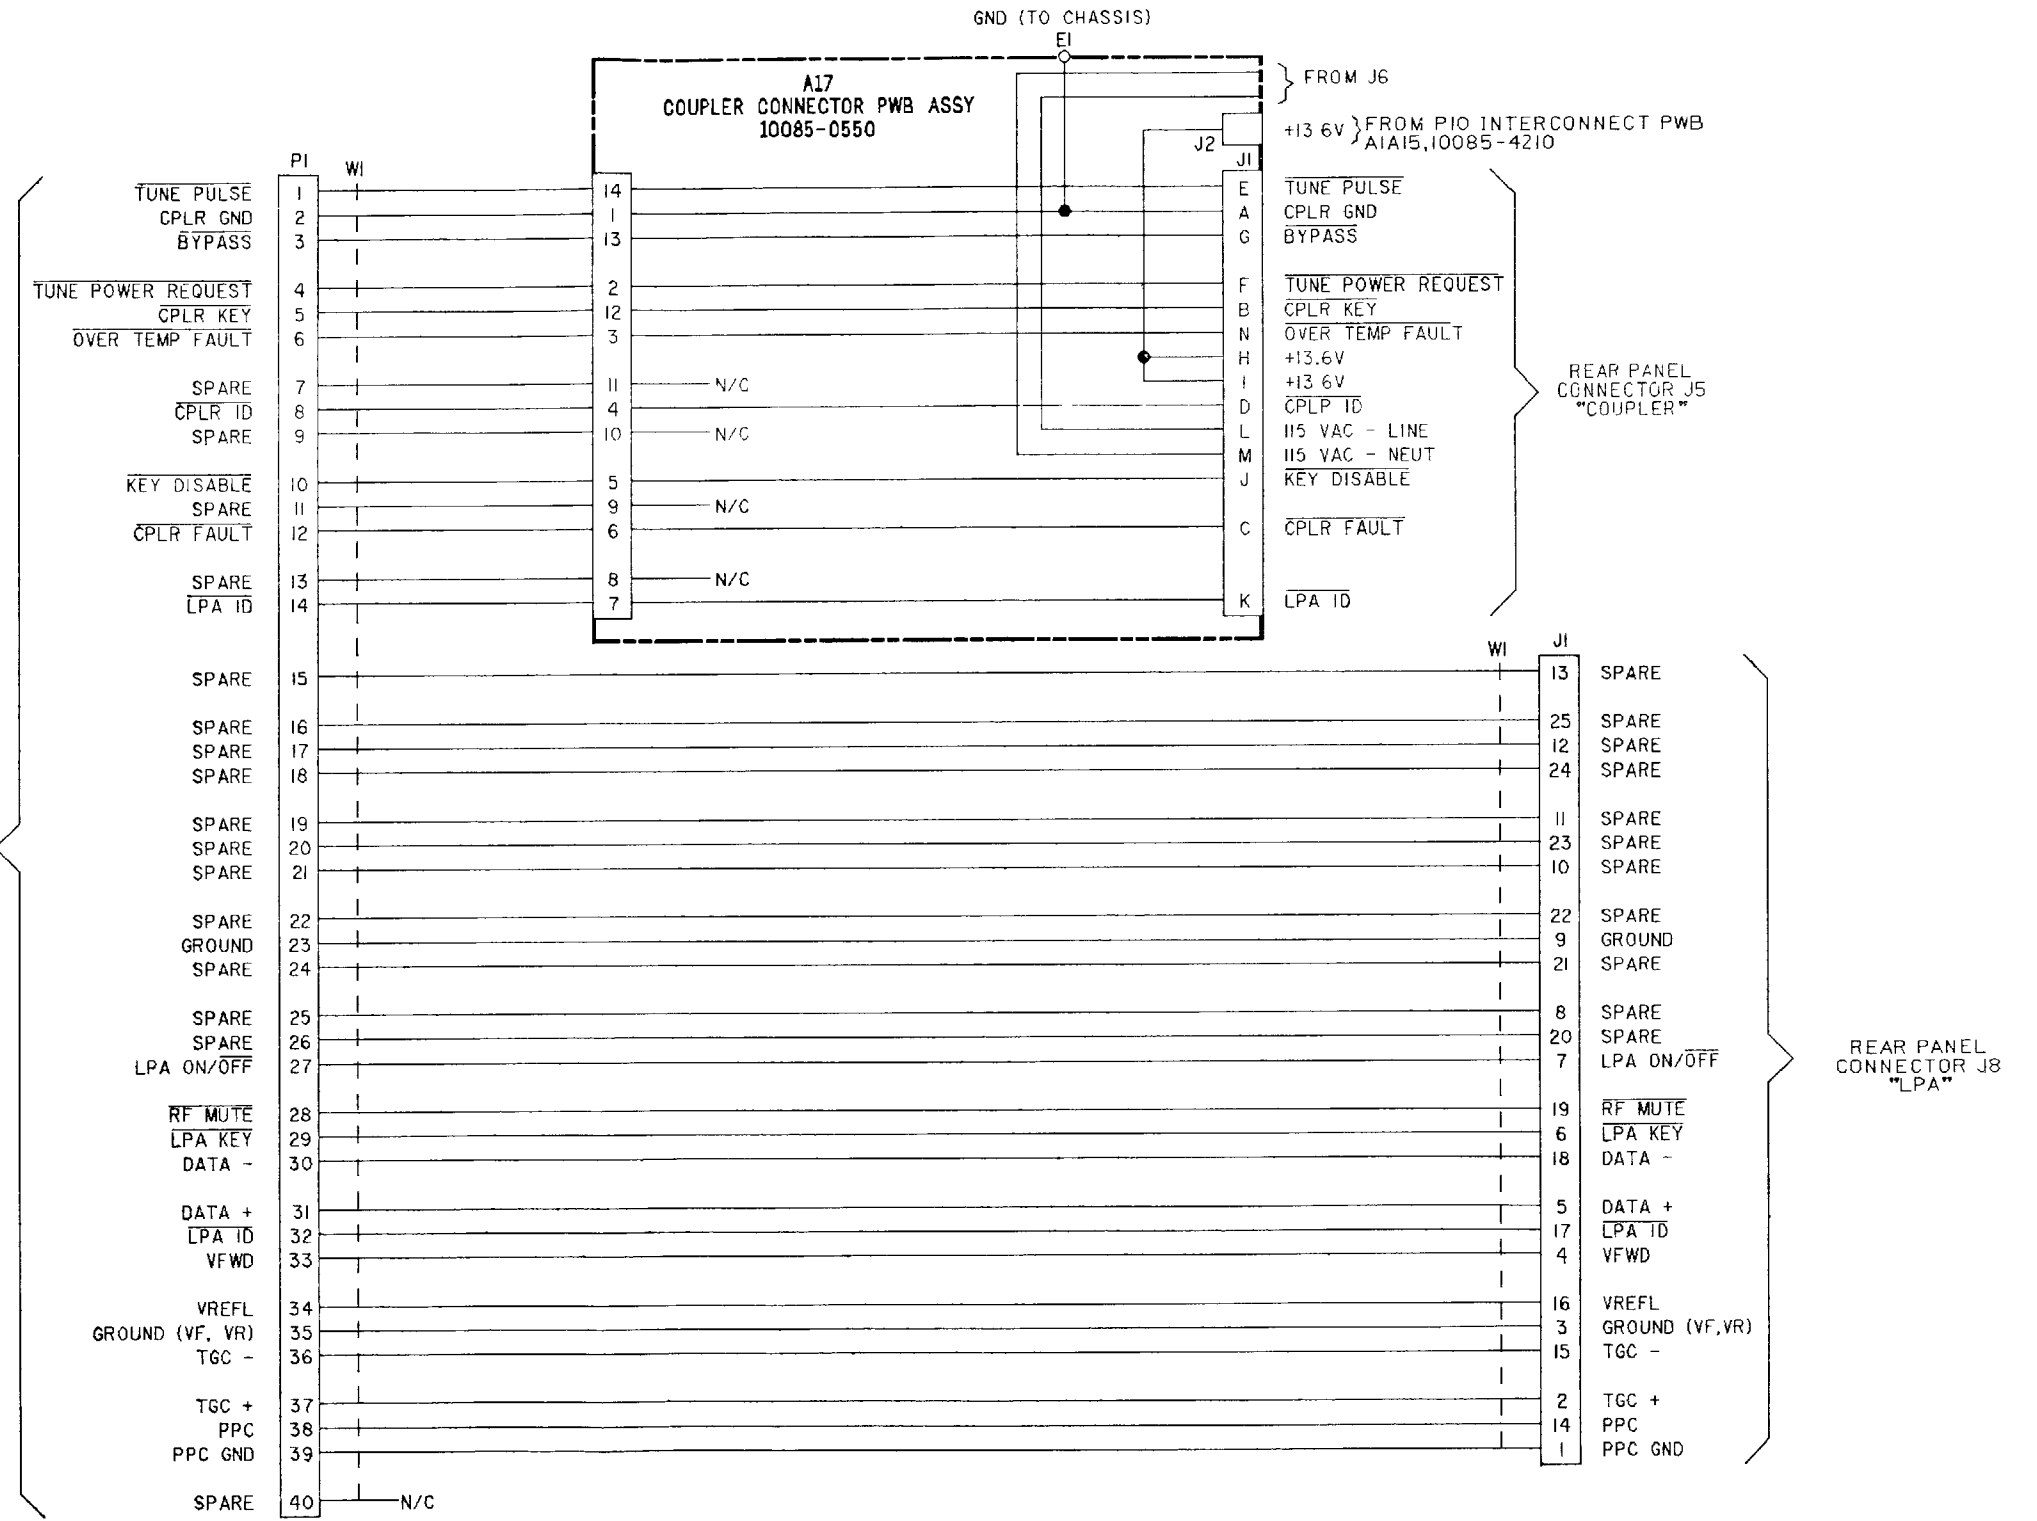 GND (TO CHASSIS)
E1
A17
COUPLER CONNECTOR PWB ASSY
10085-0550
FROM J6
J2
+13 6V
FROM PIO INTERCONNECT PWB
A1A15,10085-4210
P1
W1
J1
TUNE PULSE 1 14 E TUNE PULSE
CPLR GND 2 1 A CPLR GND
BYPASS 3 13 G BYPASS
TUNE POWER REQUEST 4 2 F TUNE POWER REQUEST
CPLR KEY 5 12 B CPLR KEY
OVER TEMP FAULT 6 3 N OVER TEMP FAULT
H +13.6V
SPARE 7 11 N/C I +13 6V
CPLR ID 8 4 D CPLP ID
SPARE 9 10 N/C L 115 VAC - LINE
M 115 VAC - NEUT
KEY DISABLE 10 5 J KEY DISABLE
SPARE 11 9 N/C
CPLR FAULT 12 6 C CPLR FAULT
SPARE 13 8 N/C
LPA ID 14 7 K LPA ID
REAR PANEL
CONNECTOR J5
"COUPLER"
W1
J1
SPARE 15 13 SPARE
SPARE 16 25 SPARE
SPARE 17 12 SPARE
SPARE 18 24 SPARE
SPARE 19 11 SPARE
SPARE 20 23 SPARE
SPARE 21 10 SPARE
SPARE 22 22 SPARE
GROUND 23 9 GROUND
SPARE 24 21 SPARE
SPARE 25 8 SPARE
SPARE 26 20 SPARE
LPA ON/OFF 27 7 LPA ON/OFF
RF MUTE 28 19 RF MUTE
LPA KEY 29 6 LPA KEY
DATA - 30 18 DATA -
DATA + 31 5 DATA +
LPA ID 32 17 LPA ID
VFWD 33 4 VFWD
VREFL 34 16 VREFL
GROUND (VF, VR) 35 3 GROUND (VF,VR)
TGC - 36 15 TGC -
TGC + 37 2 TGC +
PPC 38 14 PPC
PPC GND 39 1 PPC GND
SPARE 40 N/C
REAR PANEL
CONNECTOR J8
"LPA"